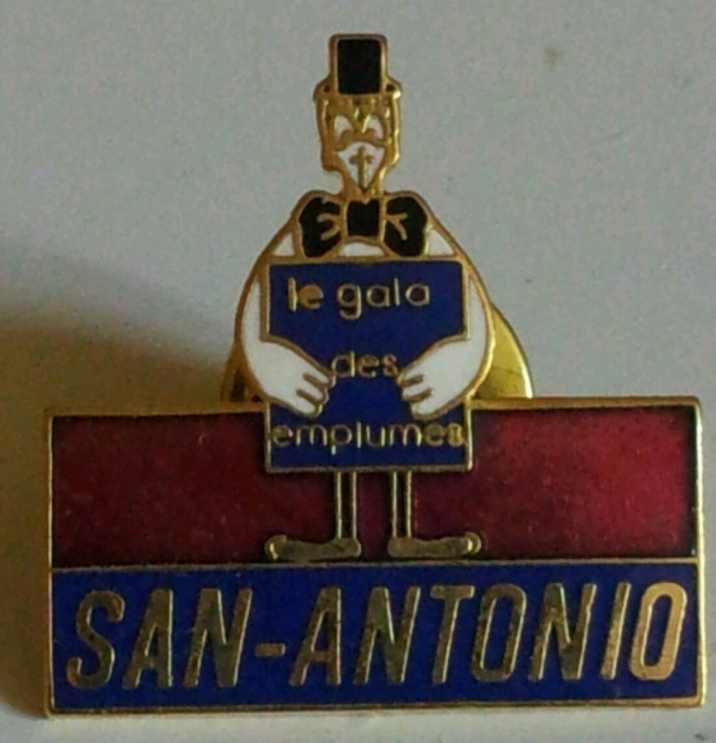 le gala
des
emplumes
SAN-ANTONIO